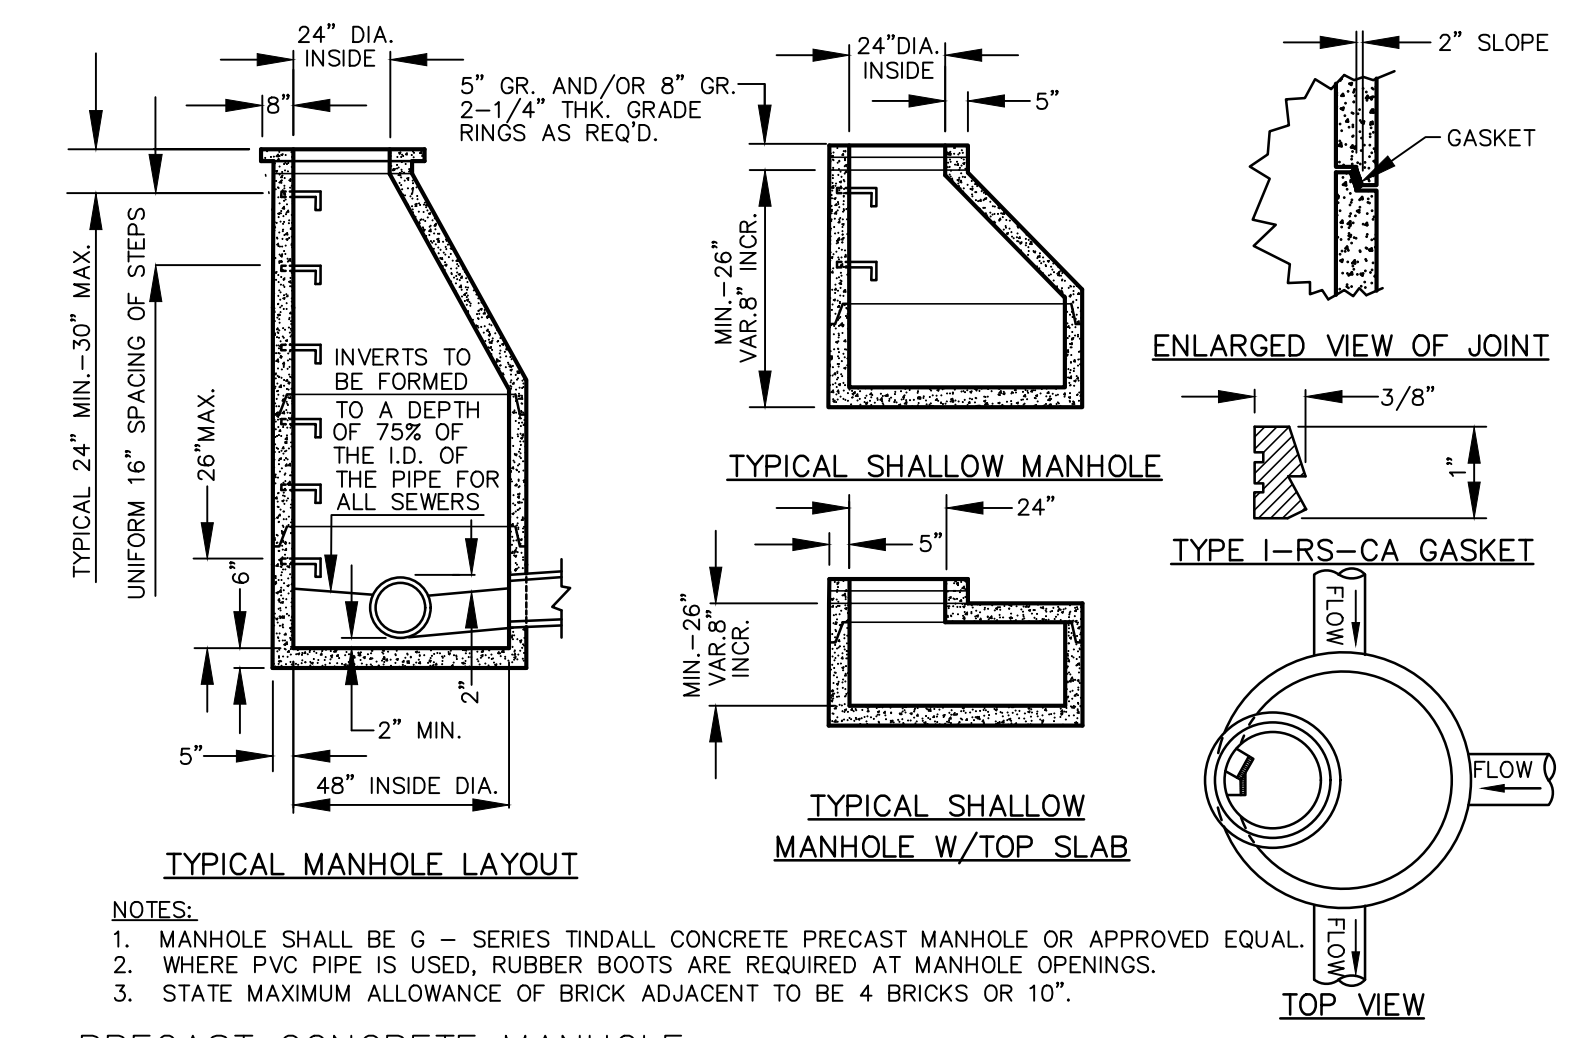 24" DIA.
INSIDE
8"
5" GR. AND/OR 8" GR.
2-1/4" THK. GRADE
RINGS AS REQ'D.
TYPICAL 24" MIN.-30" MAX.
UNIFORM 16" SPACING OF STEPS
26"MAX.
6"
INVERTS TO
BE FORMED
TO A DEPTH
OF 75% OF
THE I.D. OF
THE PIPE FOR
ALL SEWERS
2"
2" MIN.
5"
48" INSIDE DIA.
TYPICAL MANHOLE LAYOUT
24"DIA.
INSIDE
5"
MIN.-26"
VAR.8" INCR.
TYPICAL SHALLOW MANHOLE
24"
5"
MIN.-26"
VAR.8"
INCR.
TYPICAL SHALLOW
MANHOLE W/TOP SLAB
2" SLOPE
GASKET
ENLARGED VIEW OF JOINT
3/8"
1"
TYPE I-RS-CA GASKET
FLOW
FLOW
FLOW
TOP VIEW
NOTES:
1. MANHOLE SHALL BE G - SERIES TINDALL CONCRETE PRECAST MANHOLE OR APPROVED EQUAL.
2. WHERE PVC PIPE IS USED, RUBBER BOOTS ARE REQUIRED AT MANHOLE OPENINGS.
3. STATE MAXIMUM ALLOWANCE OF BRICK ADJACENT TO BE 4 BRICKS OR 10".
PRECAST CONCRETE MANHOLE